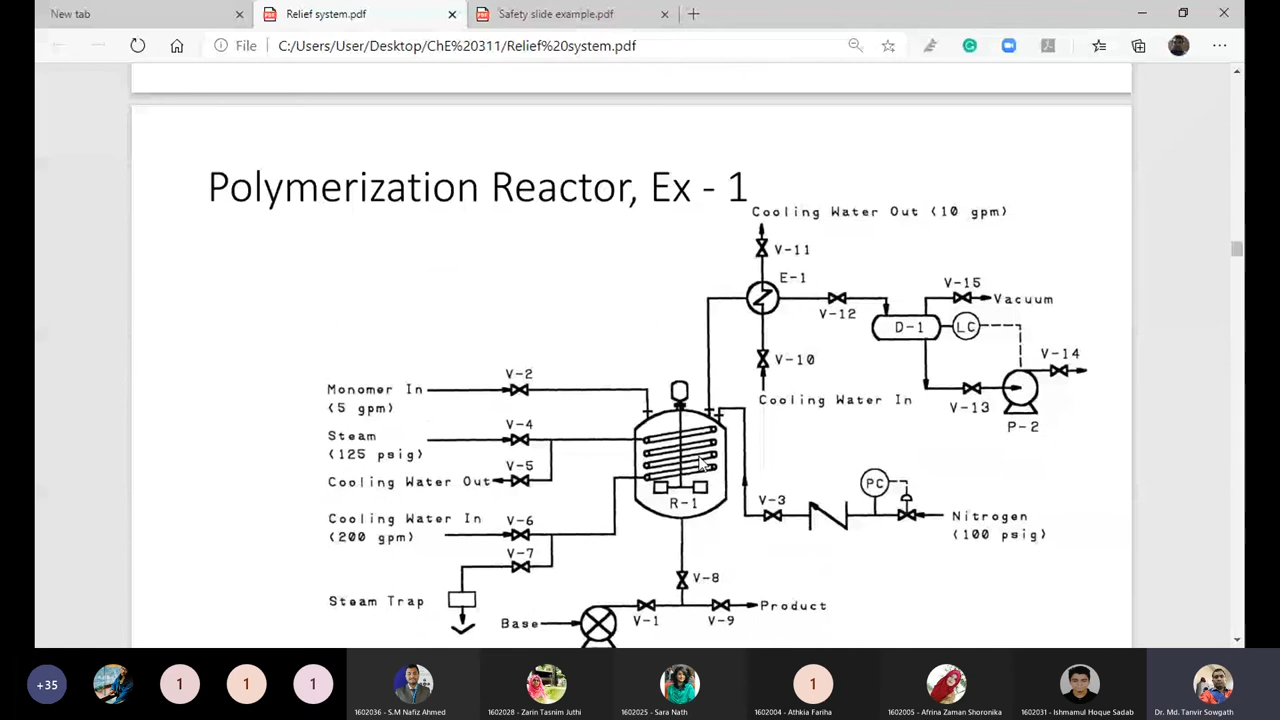 New tab
Relief system.pdf
Safety slide example.pdf
File
C:/Users/User/Desktop/ChE%20311/Relief%20system.pdf
Polymerization Reactor, Ex - 1
Cooling Water Out (10 gpm)
V-11
E-1
V-15
Vacuum
V-12
D-1
LC
V-14
V-10
Cooling Water In
V-13
P-2
V-2
Monomer In
(5 gpm)
V-4
Steam
(125 psig)
V-5
Cooling Water Out
R-1
PC
V-3
Nitrogen
(100 psig)
Cooling Water In
(200 gpm)
V-6
V-7
V-8
Steam Trap
Product
Base
V-1
V-9
+35
1
1
1
1
1602036 - S.M Nafiz Ahmed
1602028 - Zarin Tasnim Juthi
1602025 - Sara Nath
1602004 - Athkia Fariha
1602005 - Afrina Zaman Shoronika
1602031 - Ishmamul Hoque Sadab
Dr. Md. Tanvir Sowgath